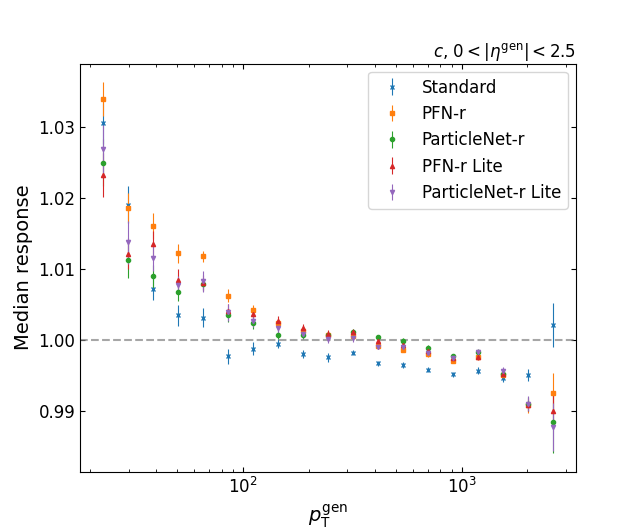 c, 0 < |η^gen| < 2.5
Standard
PFN-r
ParticleNet-r
PFN-r Lite
ParticleNet-r Lite
Median response
1.03
1.02
1.01
1.00
0.99
10^2
10^3
p_T^gen